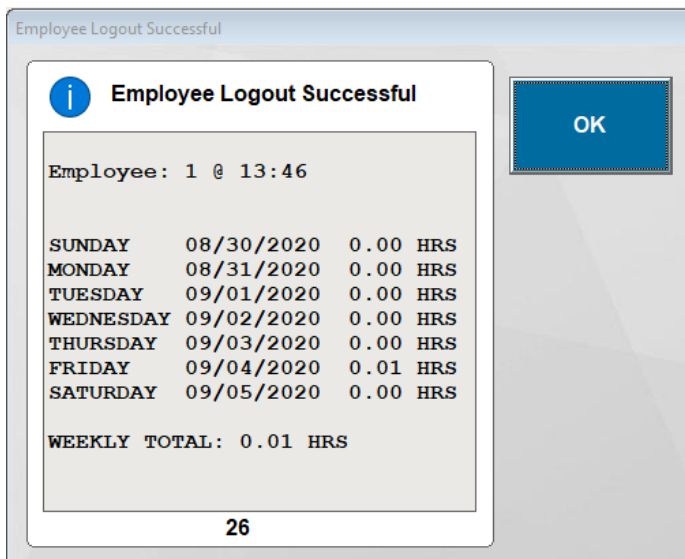 Employee Logout Successful
Employee Logout Successful
OK
Employee: 1 @ 13:46
SUNDAY 08/30/2020 0.00 HRS
MONDAY 08/31/2020 0.00 HRS
TUESDAY 09/01/2020 0.00 HRS
WEDNESDAY 09/02/2020 0.00 HRS
THURSDAY 09/03/2020 0.00 HRS
FRIDAY 09/04/2020 0.01 HRS
SATURDAY 09/05/2020 0.00 HRS
WEEKLY TOTAL: 0.01 HRS
26